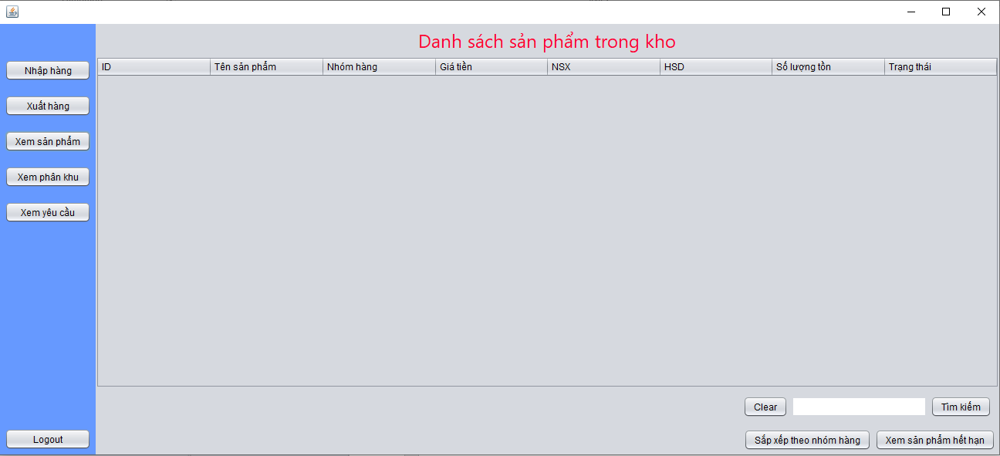 Danh sách sản phẩm trong kho
Nhập hàng
Xuất hàng
Xem sản phẩm
Xem phân khu
Xem yêu cầu
Logout
ID Tên sản phẩm Nhóm hàng Giá tiền NSX HSD Số lượng tồn Trạng thái
Clear Tìm kiếm
Sắp xếp theo nhóm hàng Xem sản phẩm hết hạn